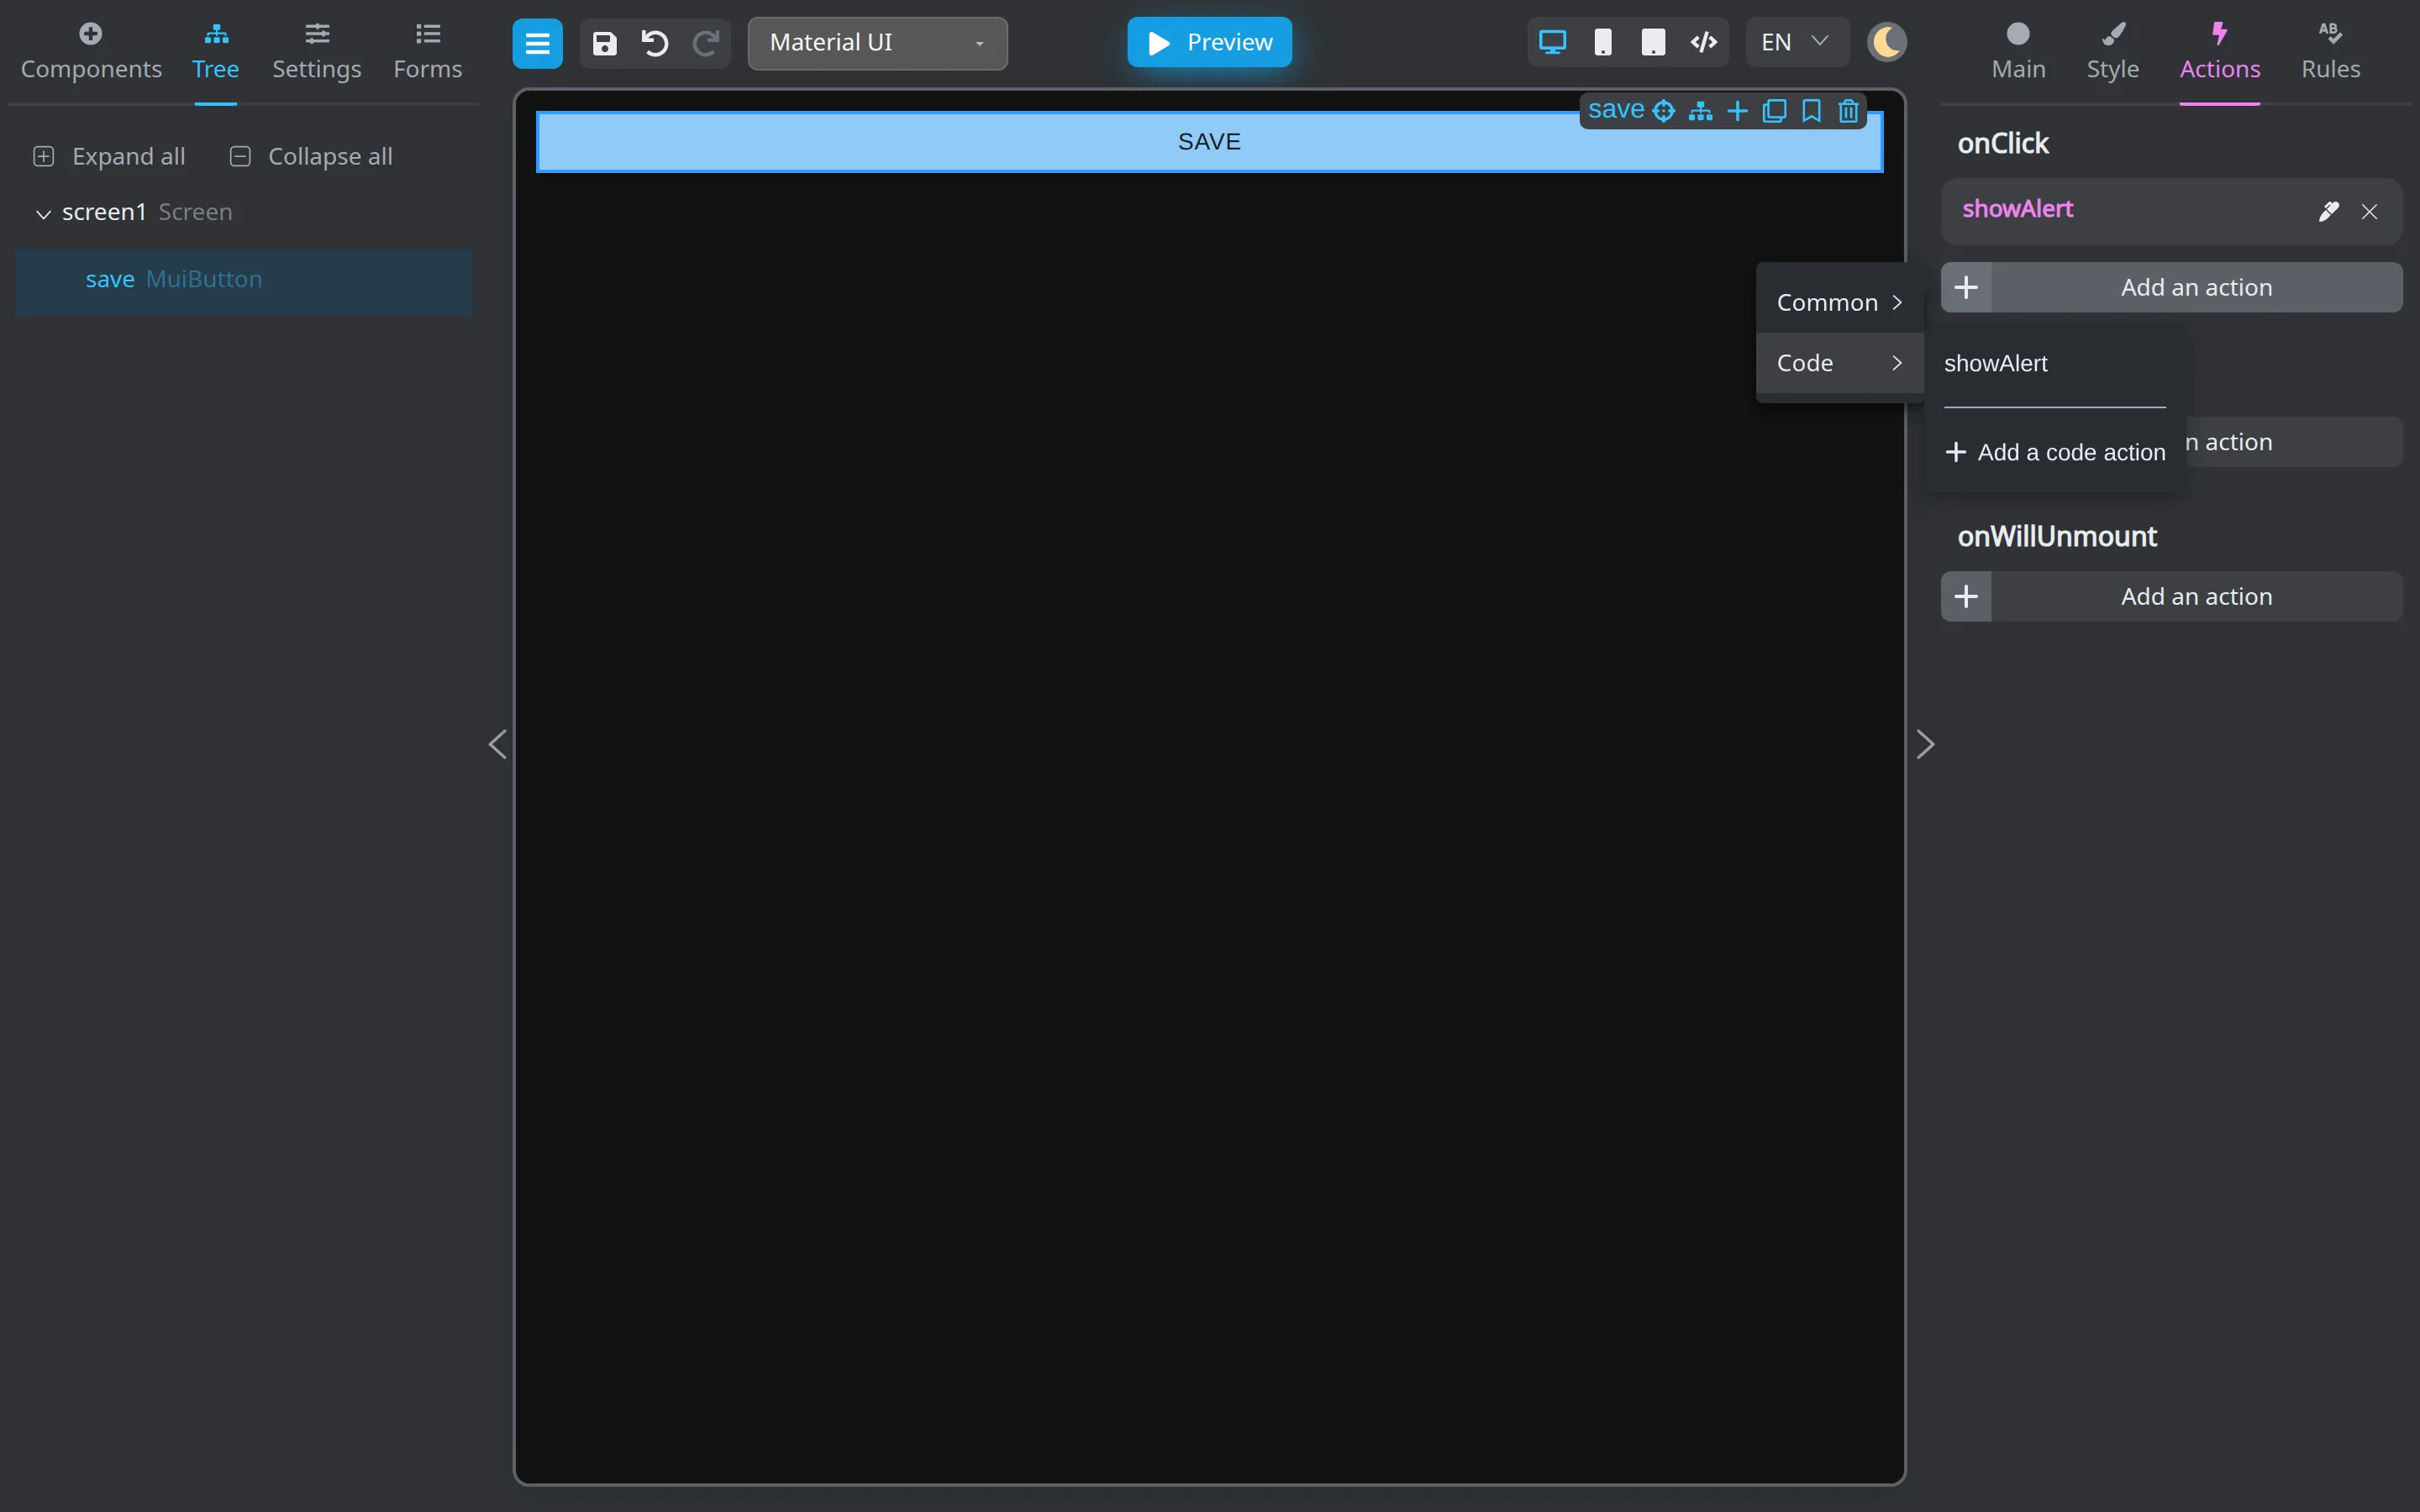 Components Tree Settings Forms
Material UI
Preview
EN
Main Style Actions Rules
Expand all Collapse all
screen1 Screen
save MuiButton
save
SAVE
onClick
showAlert
Add an action
Common
Code
showAlert
Add a code action
n action
onWillUnmount
Add an action